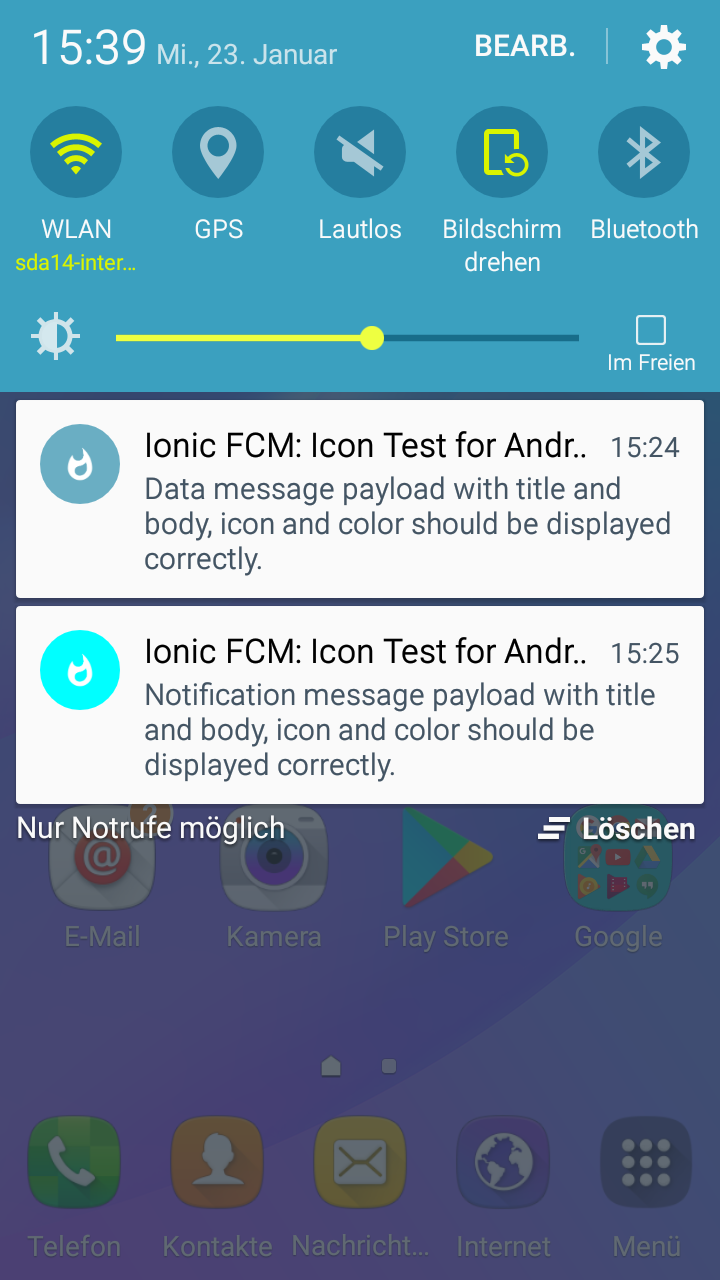 15:39 Mi., 23. Januar BEARB.
WLAN GPS Lautlos Bildschirm drehen Bluetooth
sda14-inter...
Im Freien
Ionic FCM: Icon Test for Andr.. 15:24
Data message payload with title and
body, icon and color should be displayed
correctly.
Ionic FCM: Icon Test for Andr.. 15:25
Notification message payload with title
and body, icon and color should be
displayed correctly.
Nur Notrufe möglich Löschen
E-Mail Kamera Play Store Google
Telefon Kontakte Nachricht... Internet Menü